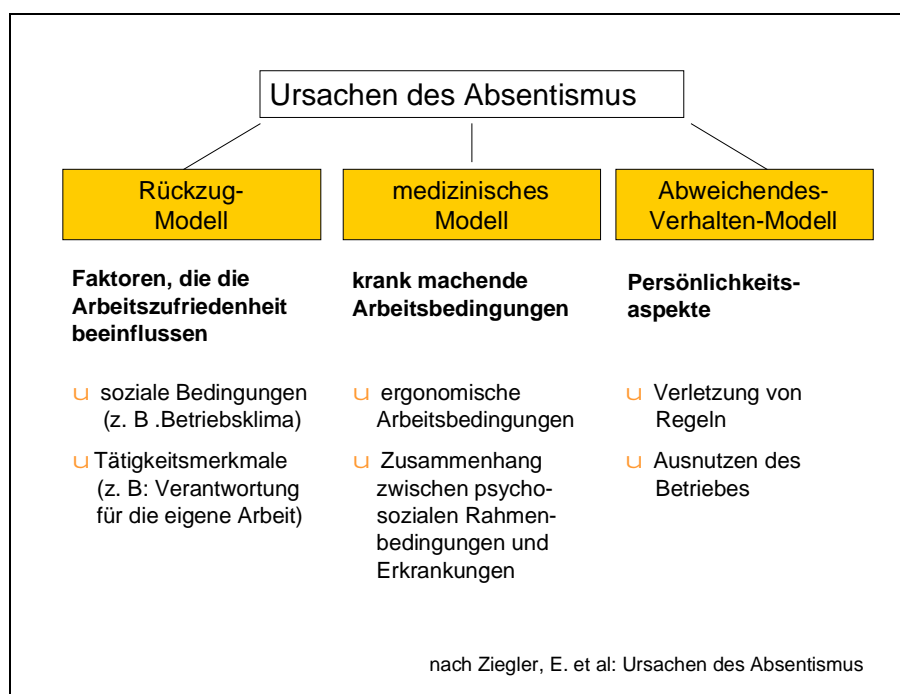 Ursachen des Absentismus
Rückzug-
Modell
Faktoren, die die
Arbeitszufriedenheit
beeinflussen
u soziale Bedingungen
(z. B .Betriebsklima)
u Tätigkeitsmerkmale
(z. B: Verantwortung
für die eigene Arbeit)
medizinisches
Modell
krank machende
Arbeitsbedingungen
u ergonomische
Arbeitsbedingungen
u Zusammenhang
zwischen psycho-
sozialen Rahmen-
bedingungen und
Erkrankungen
Abweichendes-
Verhalten-Modell
Persönlichkeits-
aspekte
u Verletzung von
Regeln
u Ausnutzen des
Betriebes
nach Ziegler, E. et al: Ursachen des Absentismus